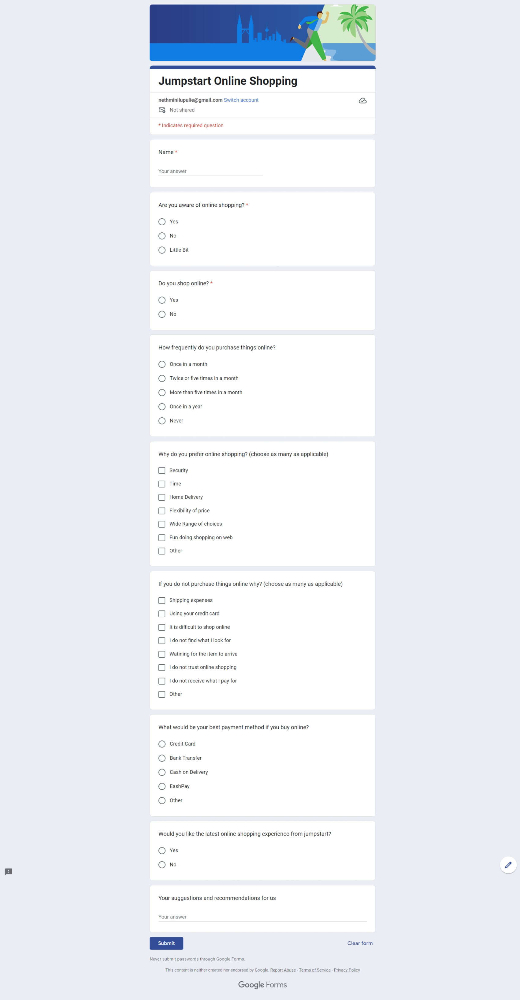 Jumpstart Online Shopping
nethminilupulie@gmail.com Switch account
Not shared
* Indicates required question
Name *
Your answer
Are you aware of online shopping? *
Yes
No
Little Bit
Do you shop online? *
Yes
No
How frequently do you purchase things online?
Once in a month
Twice or five times in a month
More than five times in a month
Once in a year
Never
Why do you prefer online shopping? (choose as many as applicable)
Security
Time
Home Delivery
Flexibility of price
Wide Range of choices
Fun doing shopping on web
Other
If you do not purchase things online why? (choose as many as applicable)
Shipping expenses
Using your credit card
It is difficult to shop online
I do not find what I look for
Watining for the item to arrive
I do not trust online shopping
I do not receive what I pay for
Other
What would be your best payment method if you buy online?
Credit Card
Bank Transfer
Cash on Delivery
EashPay
Other
Would you like the latest online shopping experience from jumpstart?
Yes
No
Your suggestions and recommendations for us
Your answer
Submit
Clear form
Never submit passwords through Google Forms.
This content is neither created nor endorsed by Google. Report Abuse - Terms of Service - Privacy Policy
Google Forms